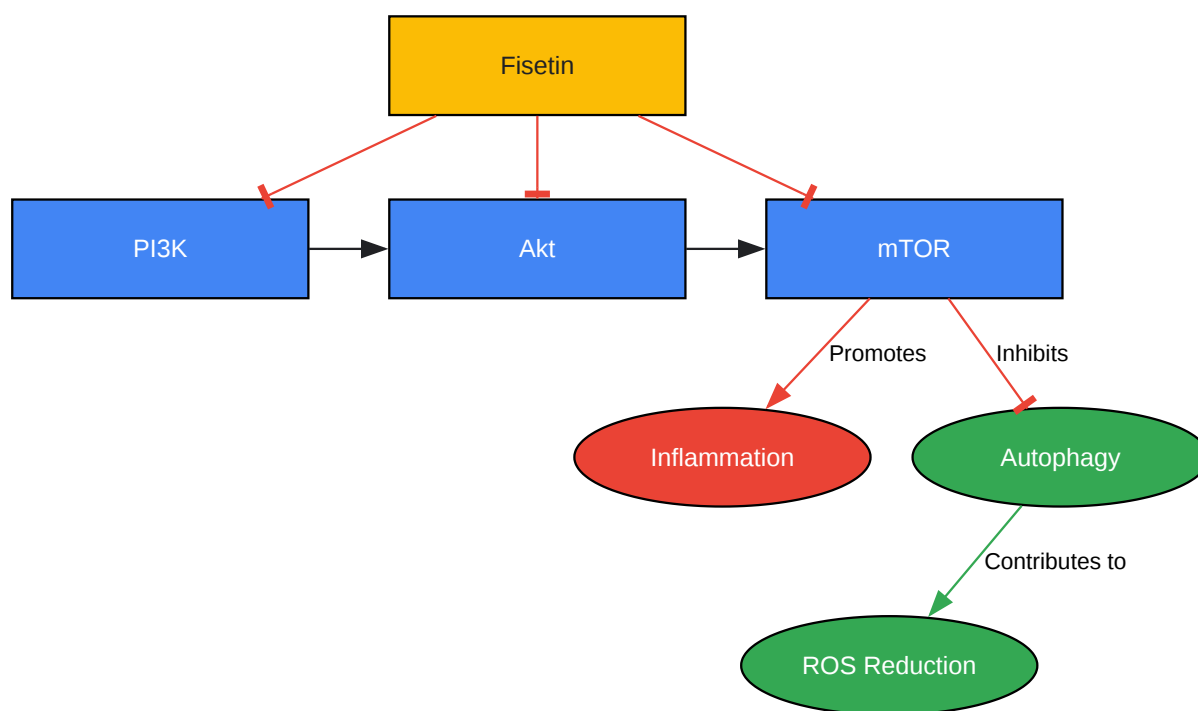 Fisetin
PI3K
Akt
mTOR
Promotes
Inhibits
Inflammation
Autophagy
Contributes to
ROS Reduction